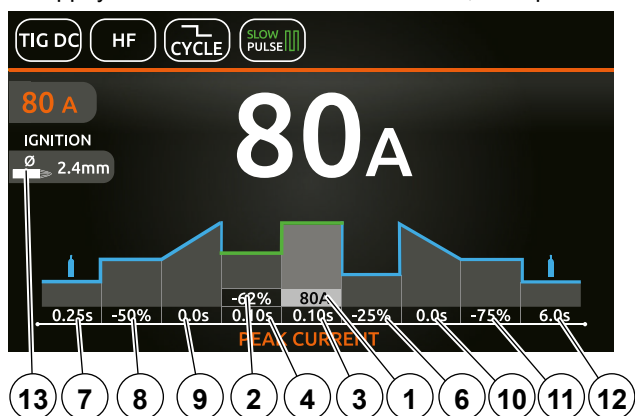 TIG DC HF CYCLE SLOW PULSE
80 A
80A
IGNITION
Ø 2.4mm
-62% 80A
0.25s -50% 0.0s 0.10s 0.10s -25% 0.0s -75% 6.0s
PEAK CURRENT
13 7 8 9 2 4 3 1 6 10 11 12